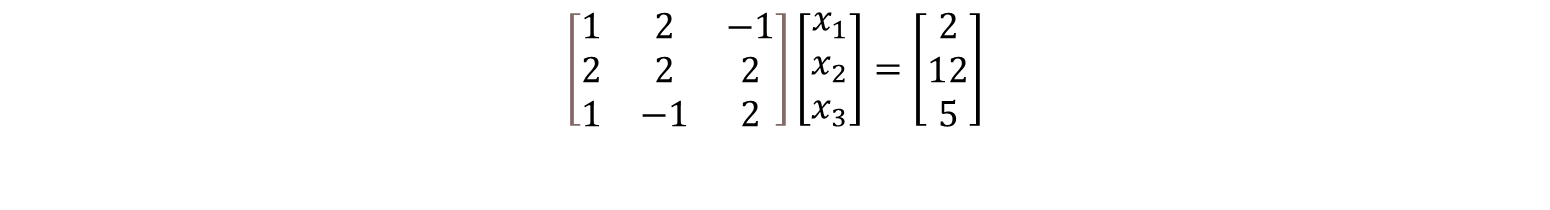 [1 2 −1] [x₁] [2]
[2 2 2] [x₂] = [12]
[1 −1 2] [x₃] [5]